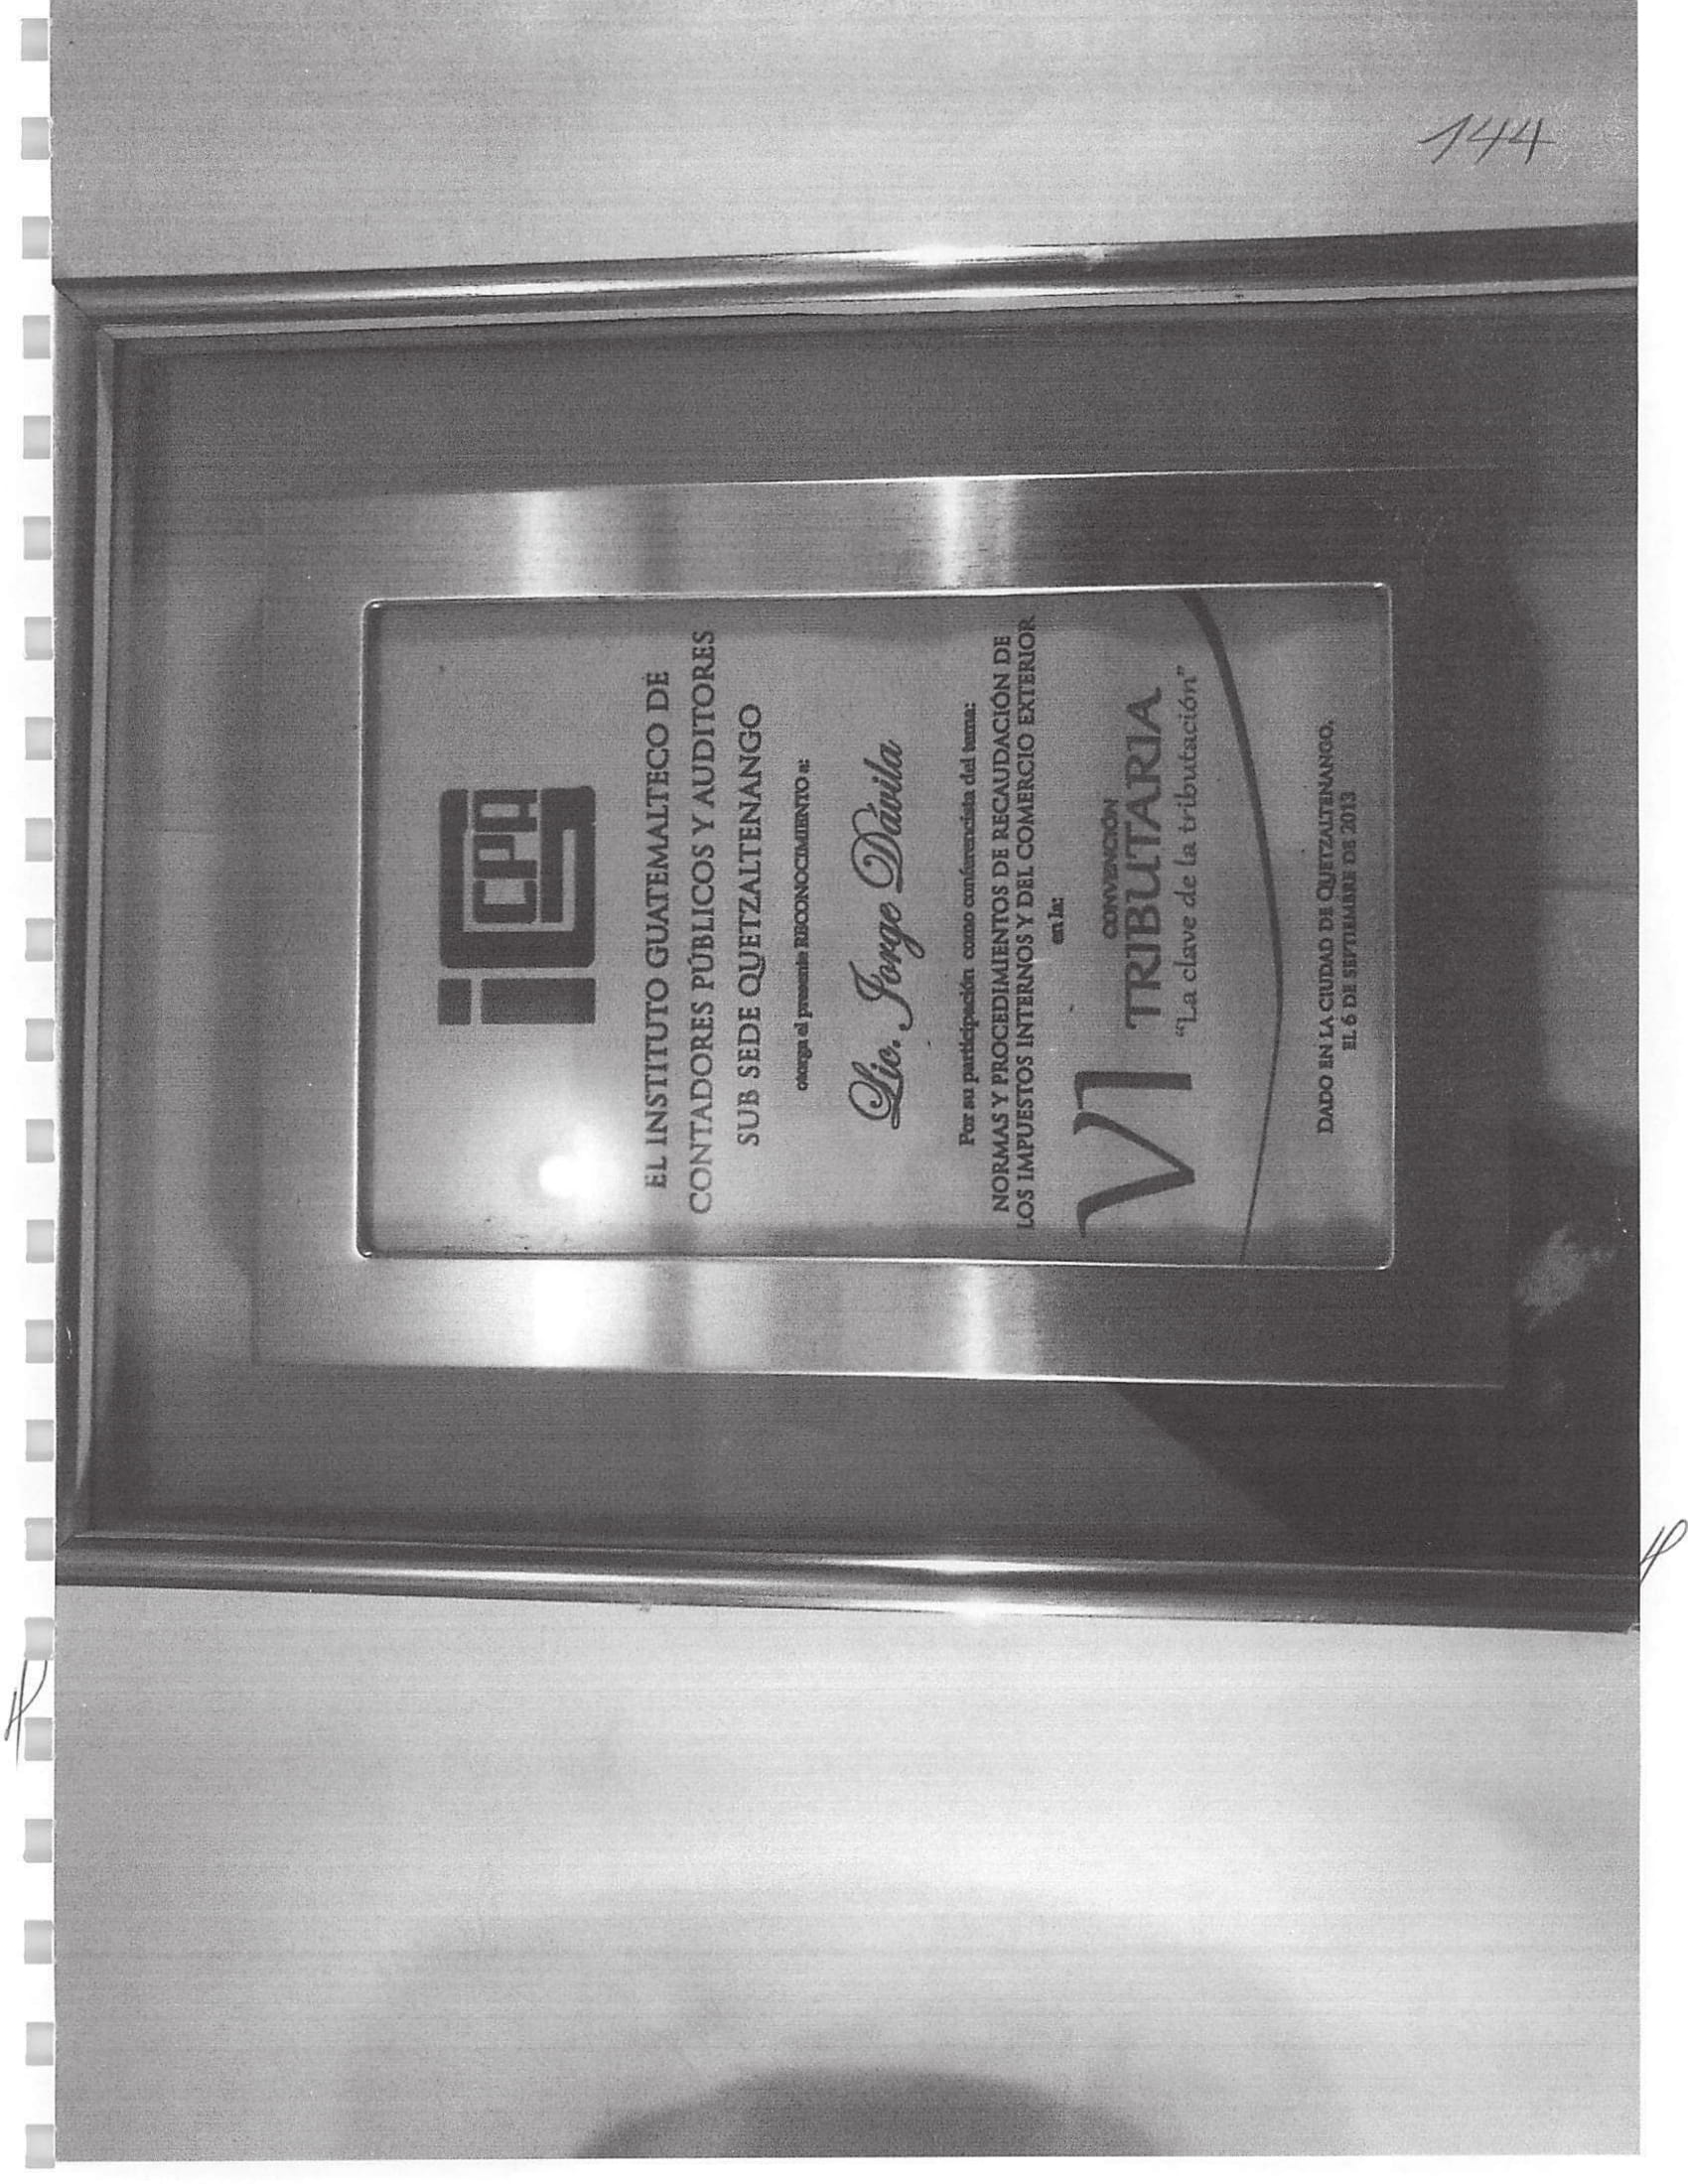 144
iCPA
EL INSTITUTO GUATEMALTECO DE
CONTADORES PÚBLICOS Y AUDITORES
SUB SEDE QUETZALTENANGO
otorga el presente RECONOCIMIENTO a:
Lic. Jorge Dávila
Por su participación como conferencista del tema:
NORMAS Y PROCEDIMIENTOS DE RECAUDACIÓN DE
LOS IMPUESTOS INTERNOS Y DEL COMERCIO EXTERIOR
en la:
VI CONVENCIÓN
TRIBUTARIA
"La clave de la tributación"
DADO EN LA CIUDAD DE QUETZALTENANGO,
EL 6 DE SEPTIEMBRE DE 2013